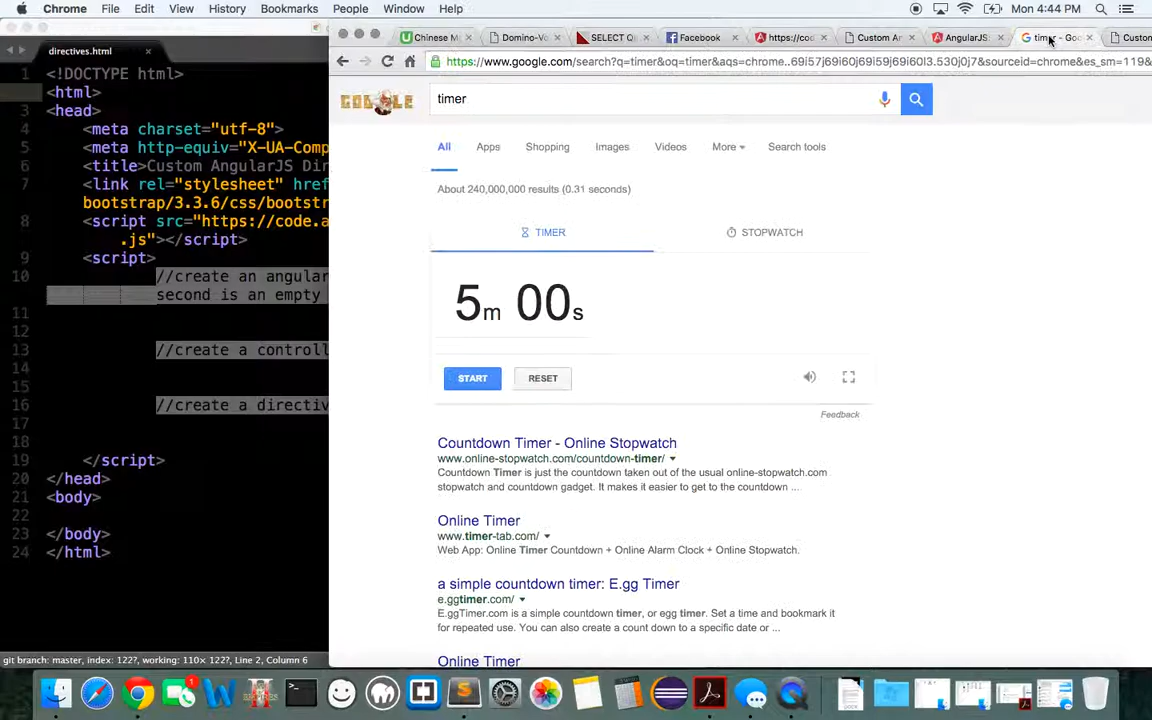 Chrome File Edit View History Bookmarks People Window Help Mon 4:44 PM
directives.html
Chinese M
Domino-Vo
SELECT Q
Facebook
https://cod
Custom An
AngularJS:
timer - Goo
Custom
https://www.google.com/search?q=timer&oq=timer&aqs=chrome..69i57j69i60j69i59j69i60l3.530j0j7&sourceid=chrome&es_sm=119&
timer
All Apps Shopping Images Videos More Search tools
About 240,000,000 results (0.31 seconds)
TIMER STOPWATCH
5m 00s
START RESET
Feedback
Countdown Timer - Online Stopwatch
www.online-stopwatch.com/countdown-timer/
Countdown Timer is just the countdown taken out of the usual online-stopwatch.com
stopwatch and countdown gadget. It makes it easier to get to the countdown ...
Online Timer
www.timer-tab.com/
Web App: Online Timer Countdown + Online Alarm Clock + Online Stopwatch.
a simple countdown timer: E.gg Timer
e.ggtimer.com/
E.ggTimer.com is a simple countdown timer, or egg timer. Set a time and bookmark it
for repeated use. You can also create a count down to a specific date or ...
Online Timer
1 <!DOCTYPE html>
<html>
3 <head>
4 <meta charset="utf-8">
5 <meta http-equiv="X-UA-Comp
6 <title>Custom AngularJS Dir
7 <link rel="stylesheet" href
bootstrap/3.3.6/css/bootstr
8 <script src="https://code.a
.js"></script>
9 <script>
10 //create an angular
second is an empty
11
12
13 //create a controll
14
15
16 //create a directiv
17
18
19 </script>
20 </head>
21 <body>
22
23 </body>
24 </html>
git branch: master, index: 122?, working: 110× 122?, Line 2, Column 6
1